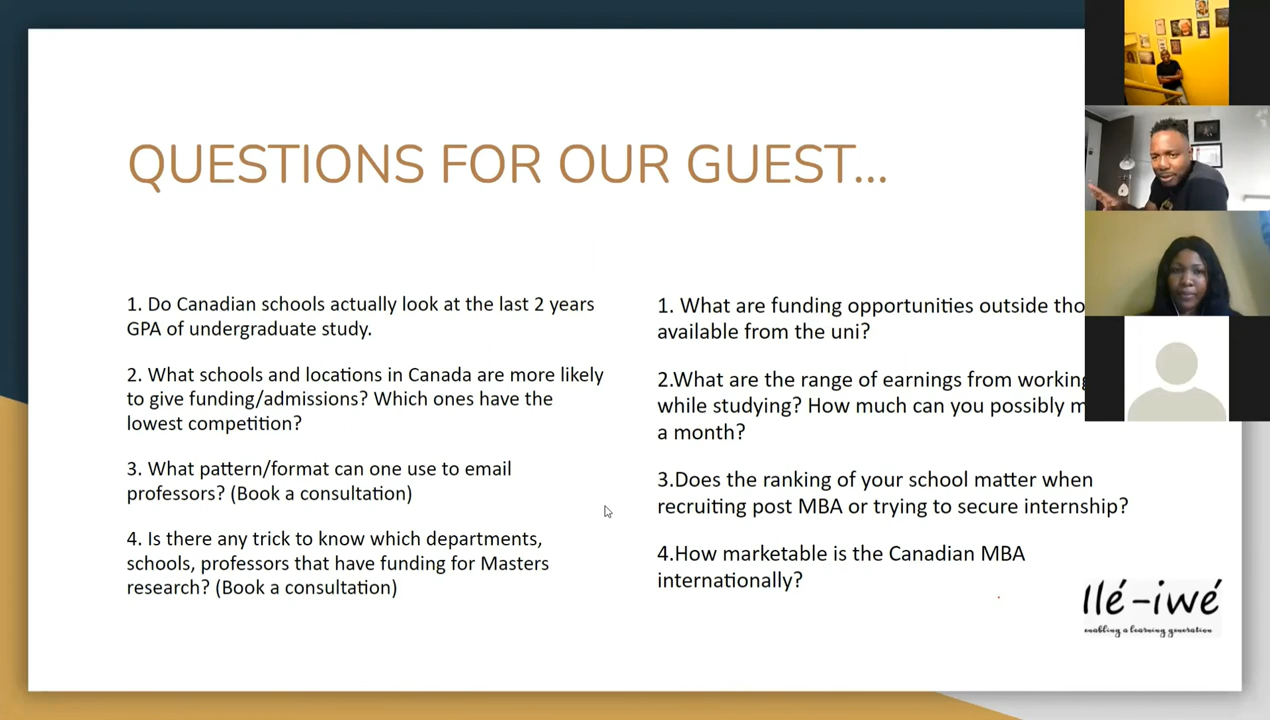 QUESTIONS FOR OUR GUEST...
1. Do Canadian schools actually look at the last 2 years
GPA of undergraduate study.
2. What schools and locations in Canada are more likely
to give funding/admissions? Which ones have the
lowest competition?
3. What pattern/format can one use to email
professors? (Book a consultation)
4. Is there any trick to know which departments,
schools, professors that have funding for Masters
research? (Book a consultation)
1. What are funding opportunities outside tho
available from the uni?
2.What are the range of earnings from working
while studying? How much can you possibly m
a month?
3.Does the ranking of your school matter when
recruiting post MBA or trying to secure internship?
4.How marketable is the Canadian MBA
internationally?
Ilé-iwé
enabling a learning generation